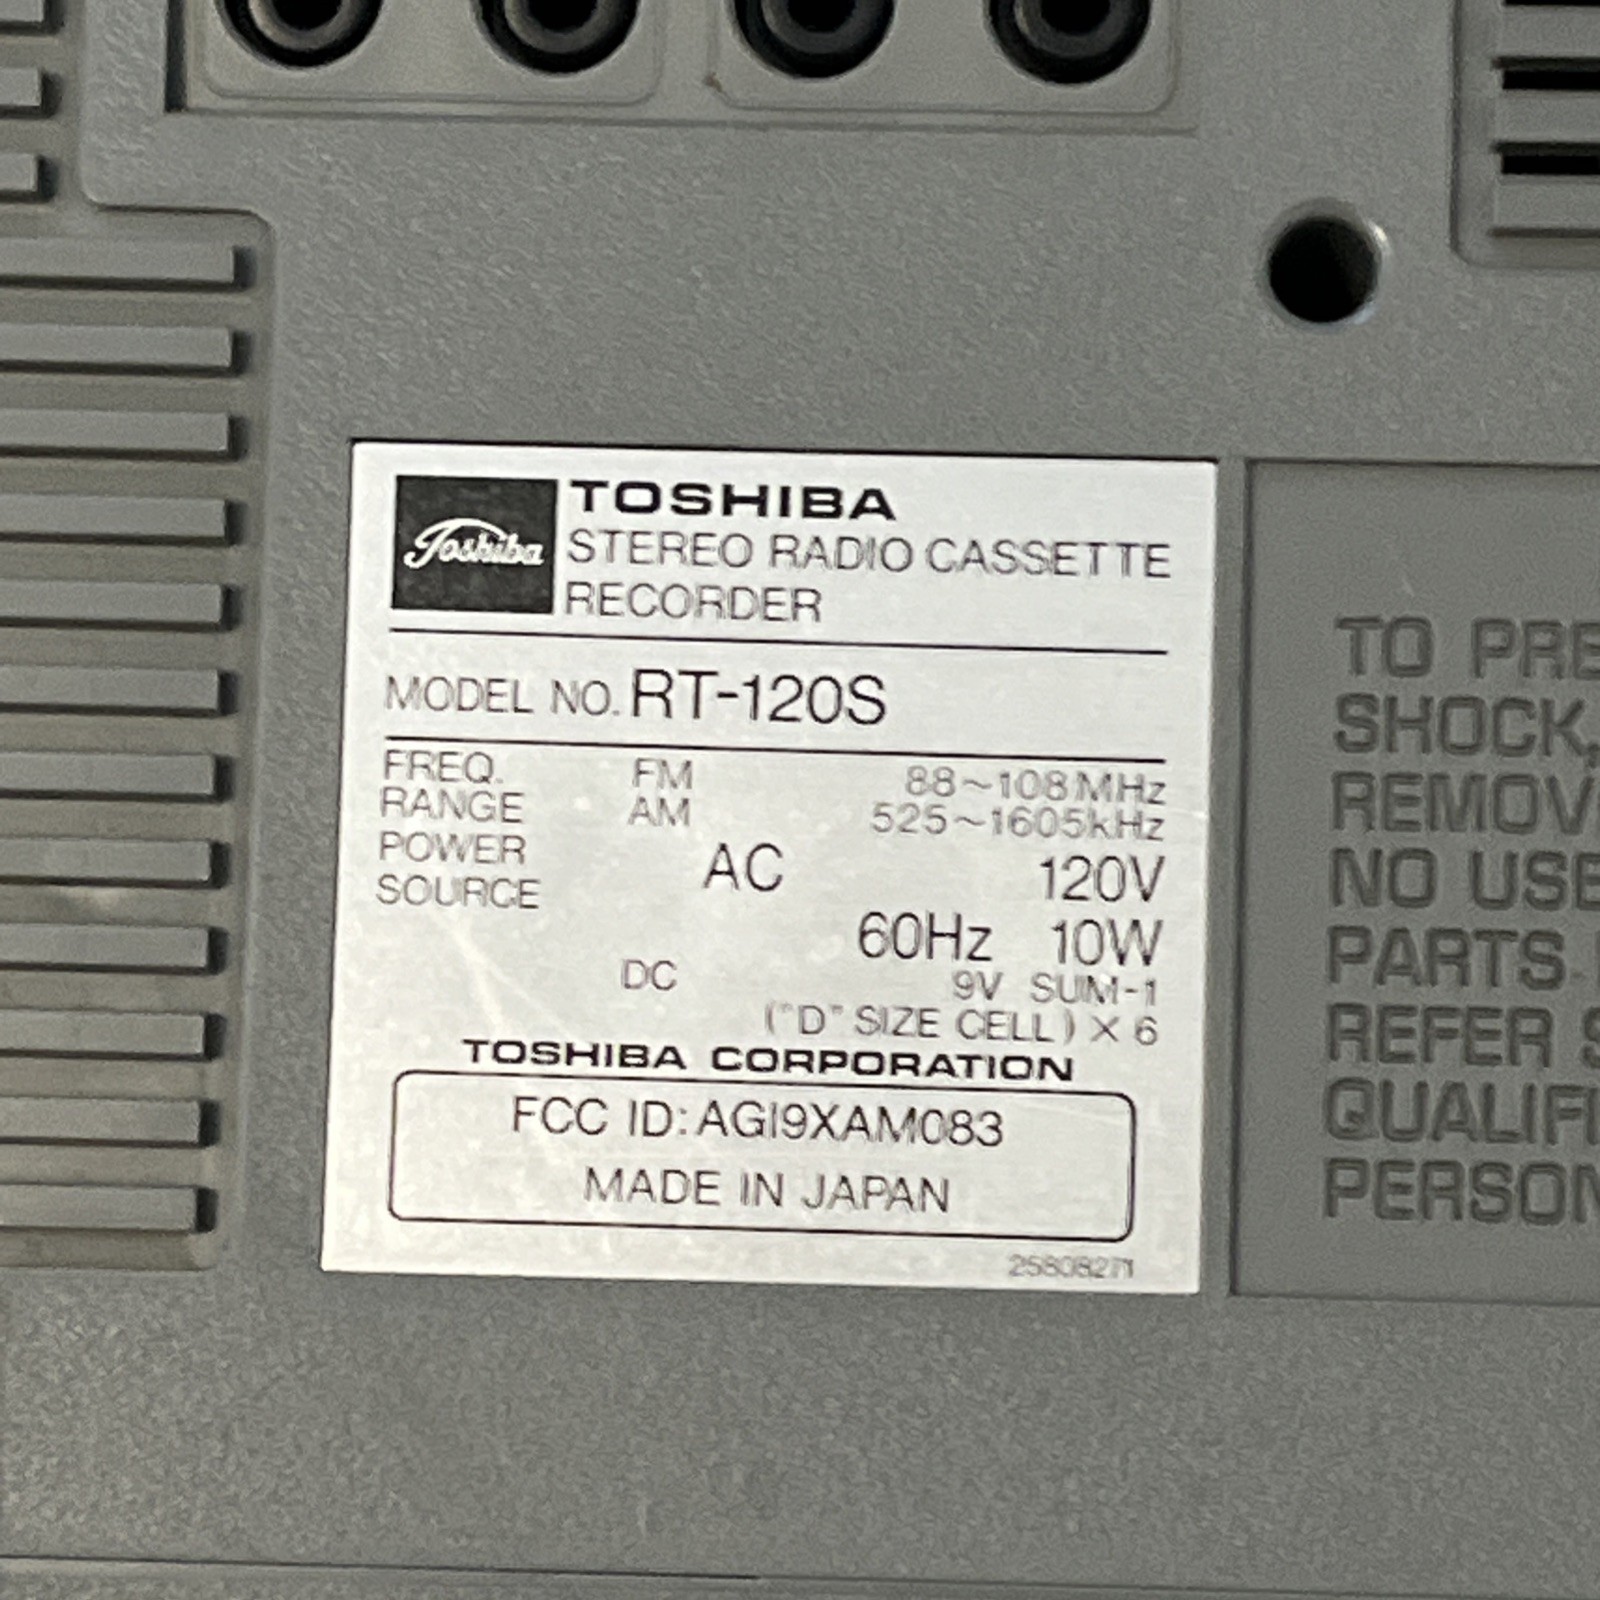 Toshiba
TOSHIBA
STEREO RADIO CASSETTE
RECORDER
MODEL NO. RT-120S
FREQ. FM 88~108MHz
RANGE AM 525~1605kHz
POWER AC 120V
SOURCE
60Hz 10W
DC 9V SUM-1
("D" SIZE CELL) X 6
TOSHIBA CORPORATION
FCC ID: AGI9XAM083
MADE IN JAPAN
25808271
TO PRE
SHOCK,
REMOV
NO USE
PARTS
REFER S
QUALIFI
PERSON